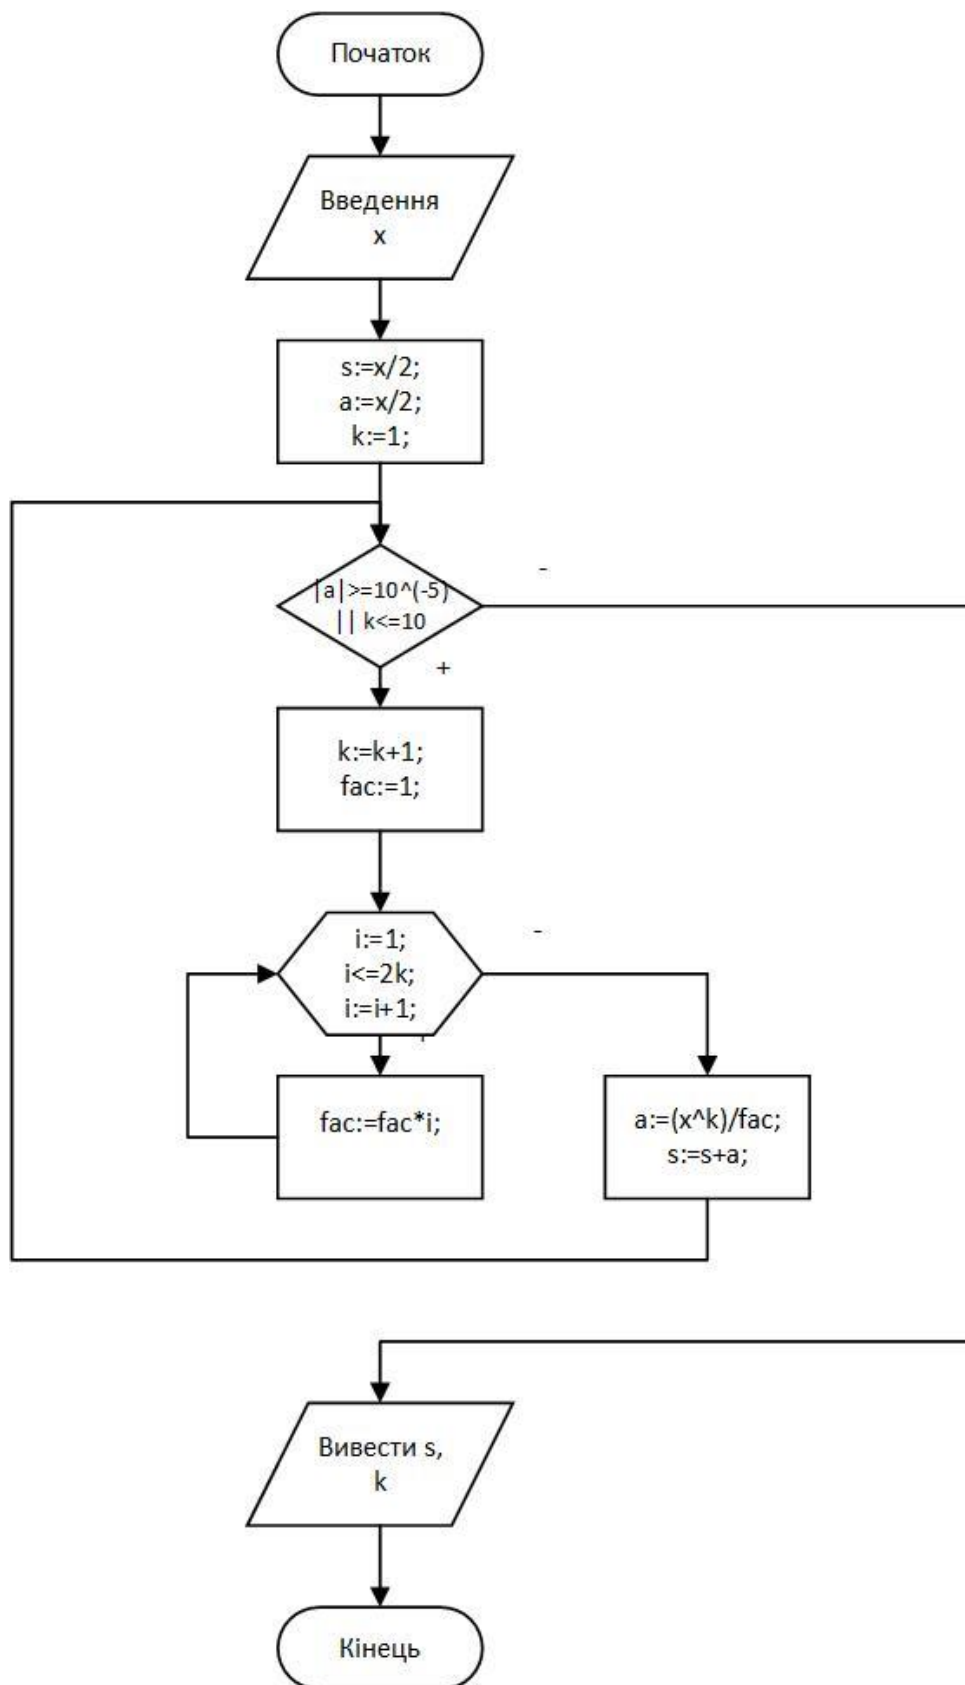 Початок
Введення
x
s:=x/2;
a:=x/2;
k:=1;
|a|>=10^(-5)
|| k<=10
-
+
k:=k+1;
fac:=1;
i:=1;
i<=2k;
i:=i+1;
-
fac:=fac*i;
a:=(x^k)/fac;
s:=s+a;
Вивести s,
k
Кінець